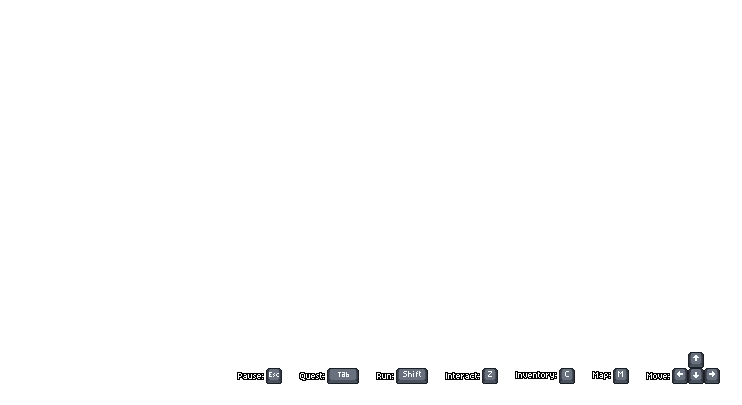 Pause: Esc Quest: Tab Run: Shift Interact: Z Inventory: C Map: M Move: ↑ ← ↓ →